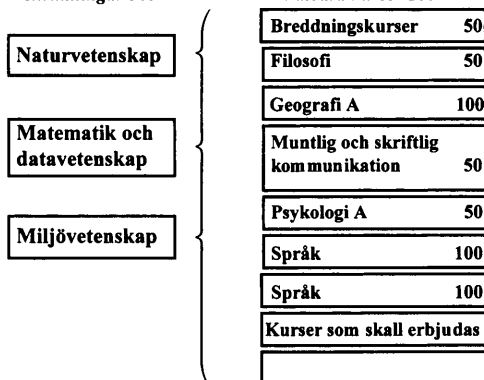 Breddningskurser 50
Naturvetenskap
Filosofi 50
Geografi A 100
Matematik och
datavetenskap
Muntlig och skriftlig
kommunikation 50
Psykologi A 50
Miljövetenskap
Språk 100
Språk 100
Kurser som skall erbjudas